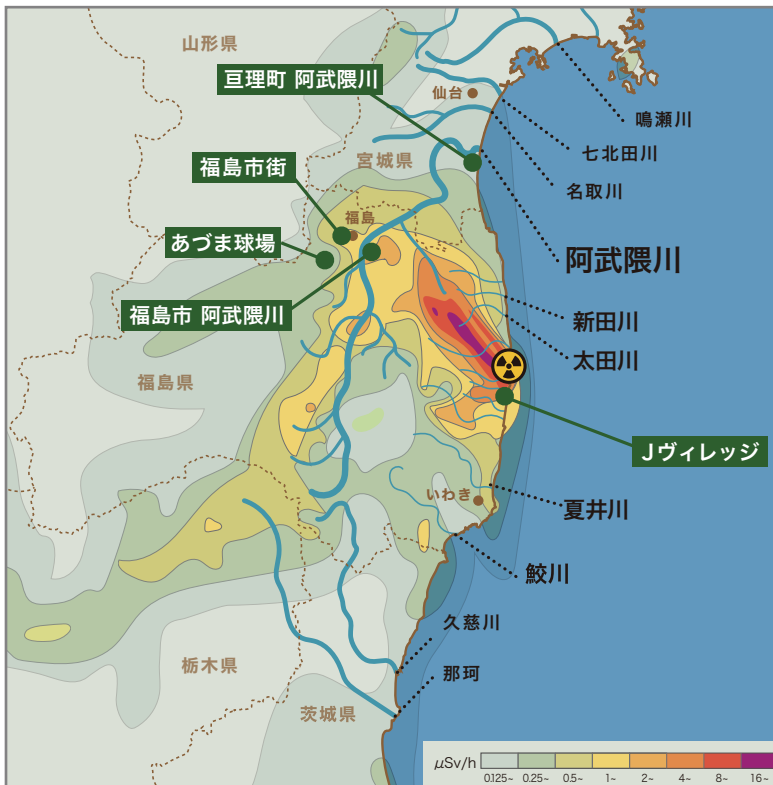 山形県
亘理町 阿武隈川
仙台
鳴瀬川
七北田川
宮城県
名取川
福島市街
福島
あづま球場
阿武隈川
福島市 阿武隈川
新田川
太田川
福島県
Jヴィレッジ
いわき
夏井川
鮫川
久慈川
栃木県
那珂
茨城県
μSv/h
0.125~ 0.25~ 0.5~ 1~ 2~ 4~ 8~ 16~